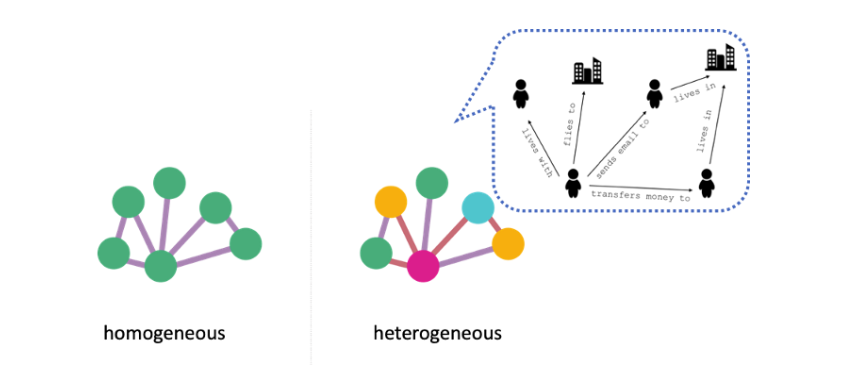 lives in
lives with
flies to
sends email to
lives in
transfers money to
homogeneous
heterogeneous